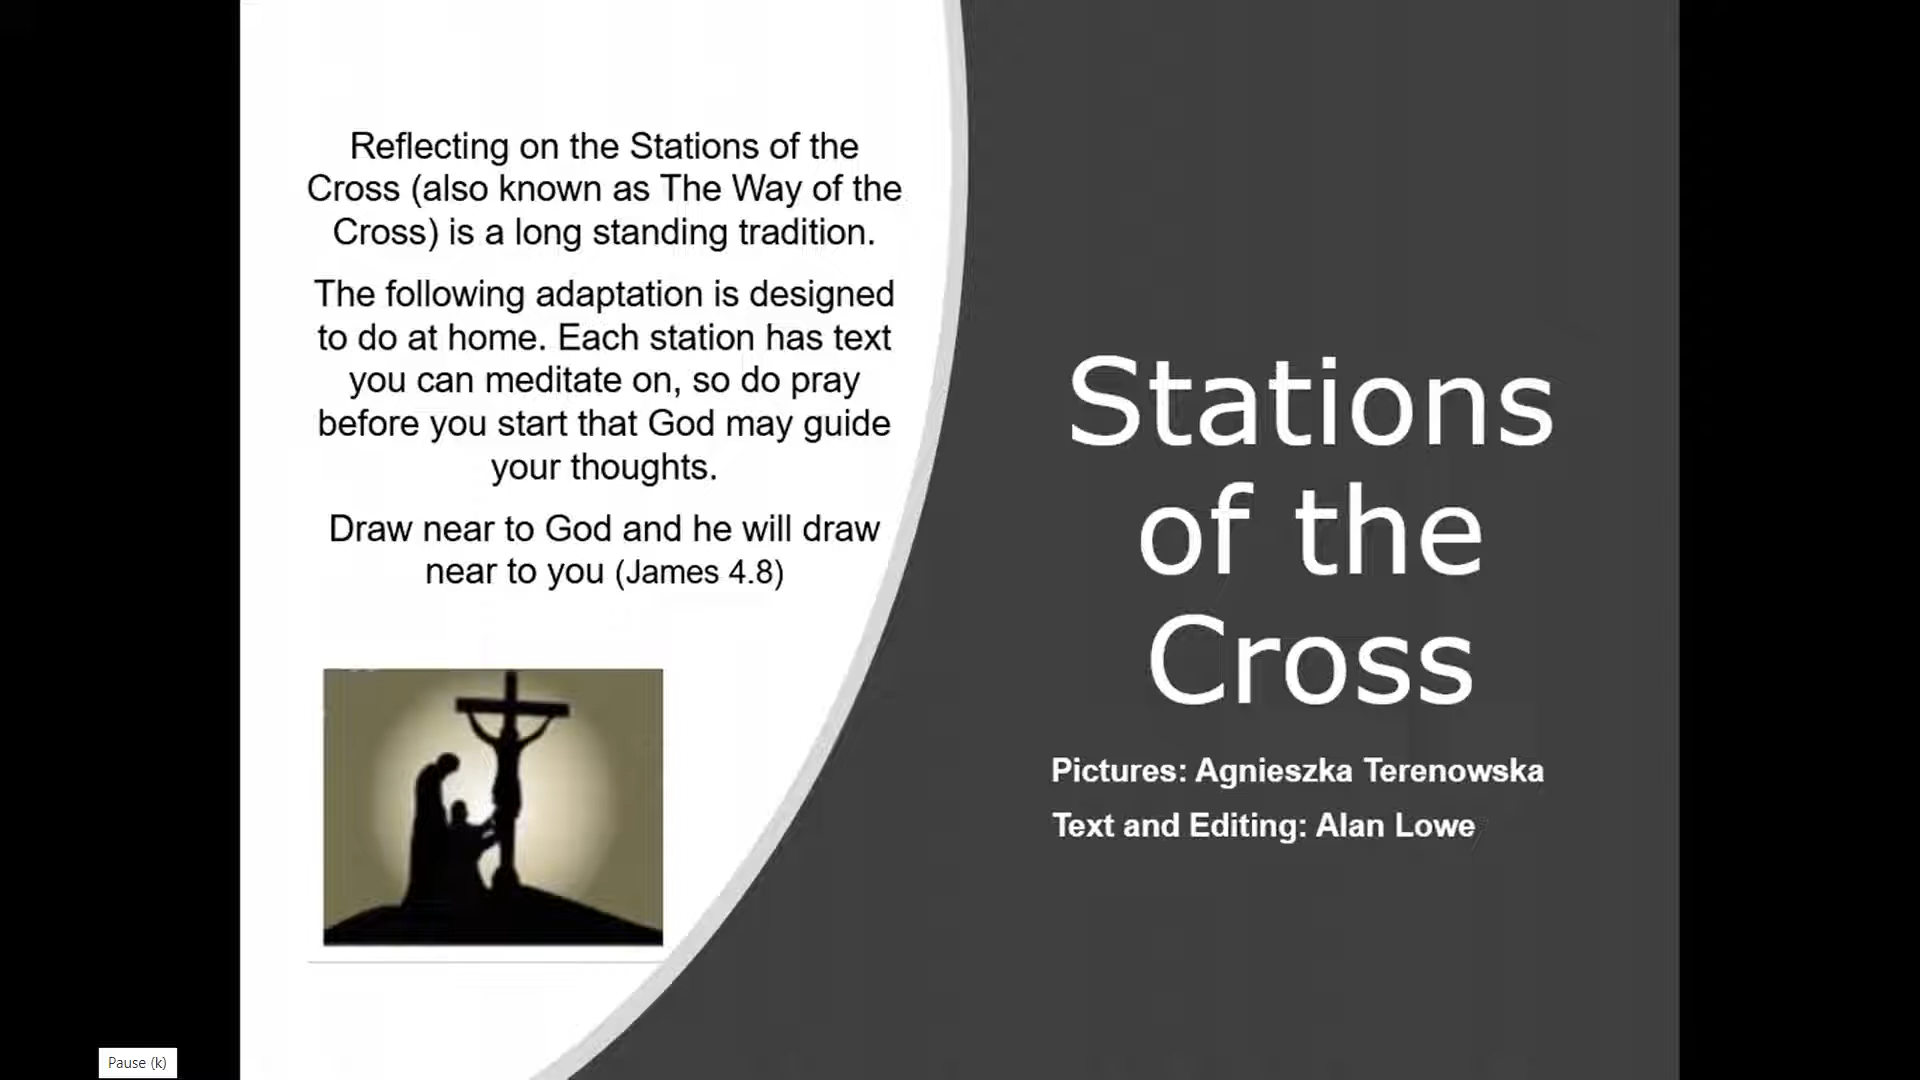 Reflecting on the Stations of the
Cross (also known as The Way of the
Cross) is a long standing tradition.
The following adaptation is designed
to do at home. Each station has text
you can meditate on, so do pray
before you start that God may guide
your thoughts.
Draw near to God and he will draw
near to you (James 4.8)
Stations
of the
Cross
Pictures: Agnieszka Terenowska
Text and Editing: Alan Lowe
Pause (k)